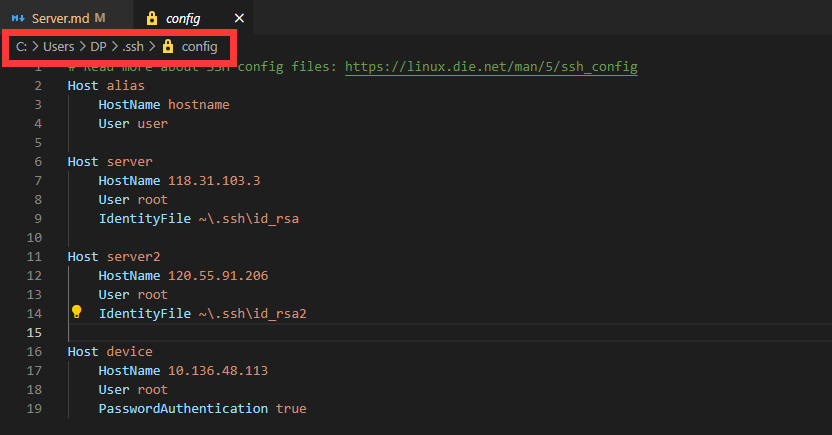 Server.md M config
C: > Users > DP > .ssh > config
1 # Read more about SSH config files: https://linux.die.net/man/5/ssh_config
2 Host alias
3 HostName hostname
4 User user
5
6 Host server
7 HostName 118.31.103.3
8 User root
9 IdentityFile ~\.ssh\id_rsa
10
11 Host server2
12 HostName 120.55.91.206
13 User root
14 IdentityFile ~\.ssh\id_rsa2
15
16 Host device
17 HostName 10.136.48.113
18 User root
19 PasswordAuthentication true